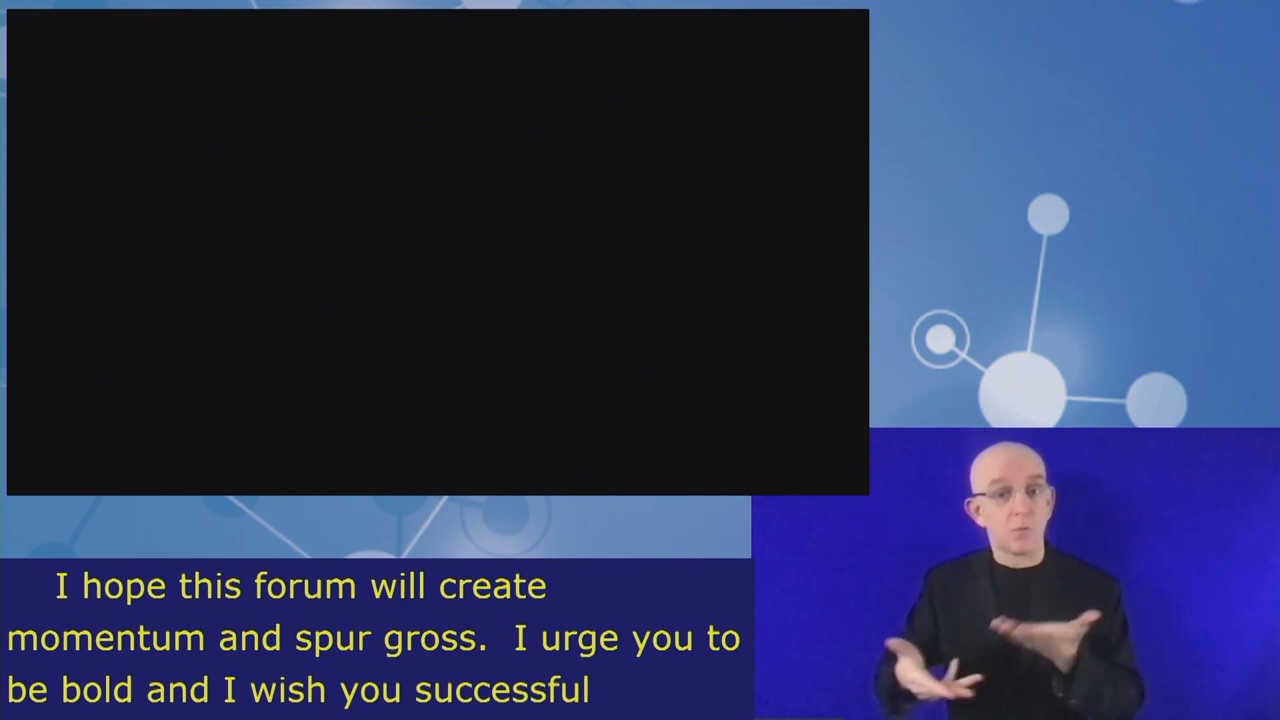 I hope this forum will create
momentum and spur gross. I urge you to
be bold and I wish you successful